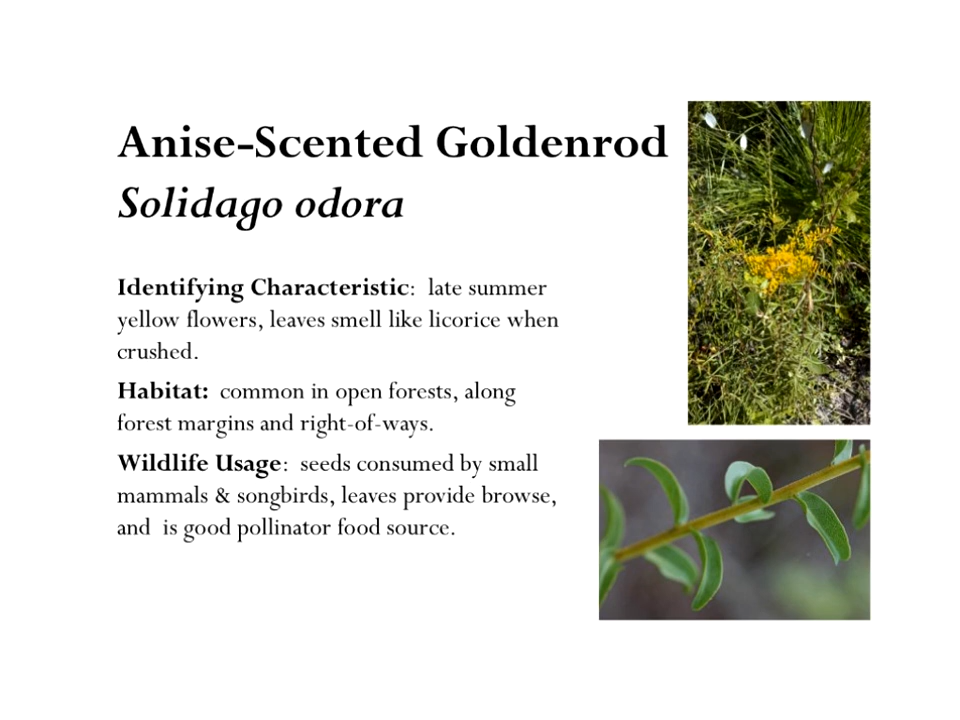 Anise-Scented Goldenrod
Solidago odora
Identifying Characteristic:  late summer
yellow flowers, leaves smell like licorice when
crushed.
Habitat:  common in open forests, along
forest margins and right-of-ways.
Wildlife Usage:  seeds consumed by small
mammals & songbirds, leaves provide browse,
and  is good pollinator food source.